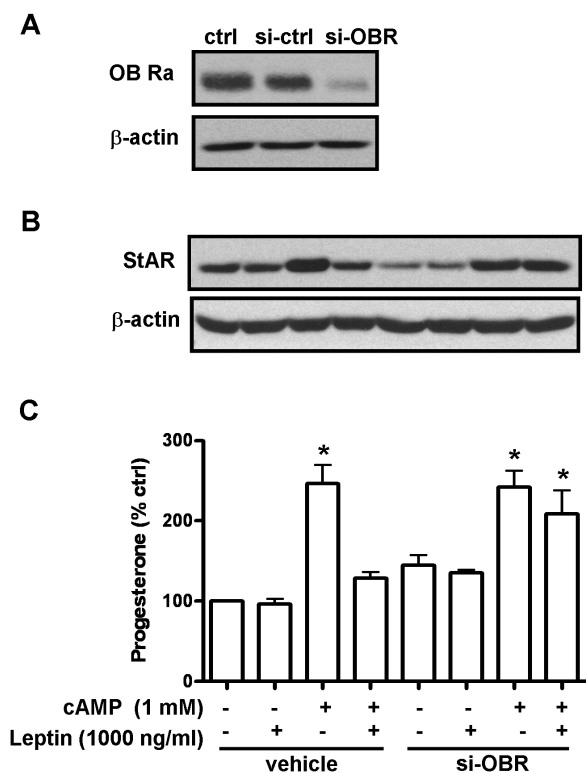 A
ctrl si-ctrl si-OBR
OB Ra
β-actin
B
StAR
β-actin
C
Progesterone (% ctrl)
300
200
100
0
* * *
cAMP (1 mM) - - + + - - + +
Leptin (1000 ng/ml) - + - + - + - +
vehicle si-OBR